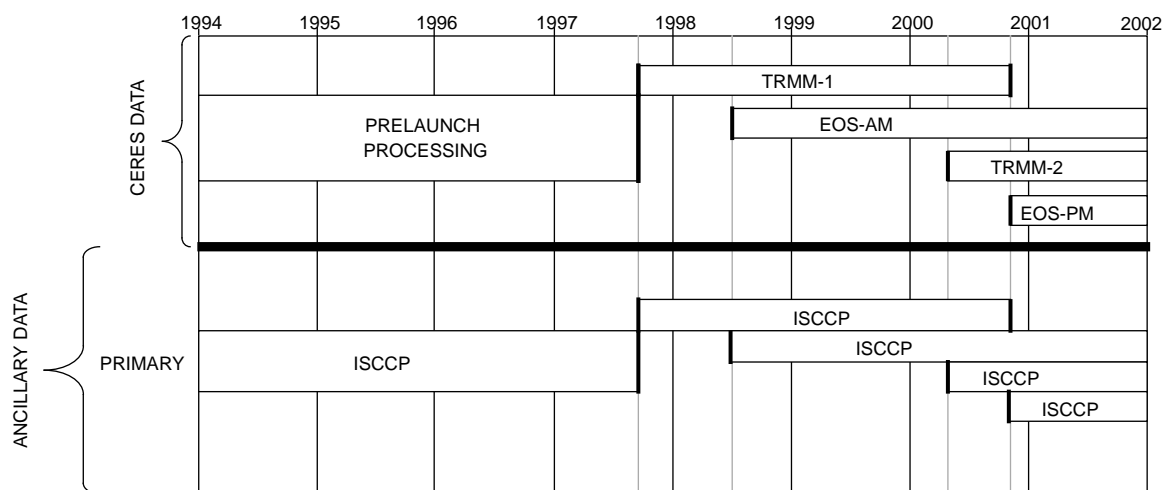 1994 1995 1996 1997 1998 1999 2000 2001 2002
CERES DATA
TRMM-1
PRELAUNCH
PROCESSING
EOS-AM
TRMM-2
EOS-PM
ANCILLARY DATA
PRIMARY
ISCCP
ISCCP
ISCCP
ISCCP
ISCCP